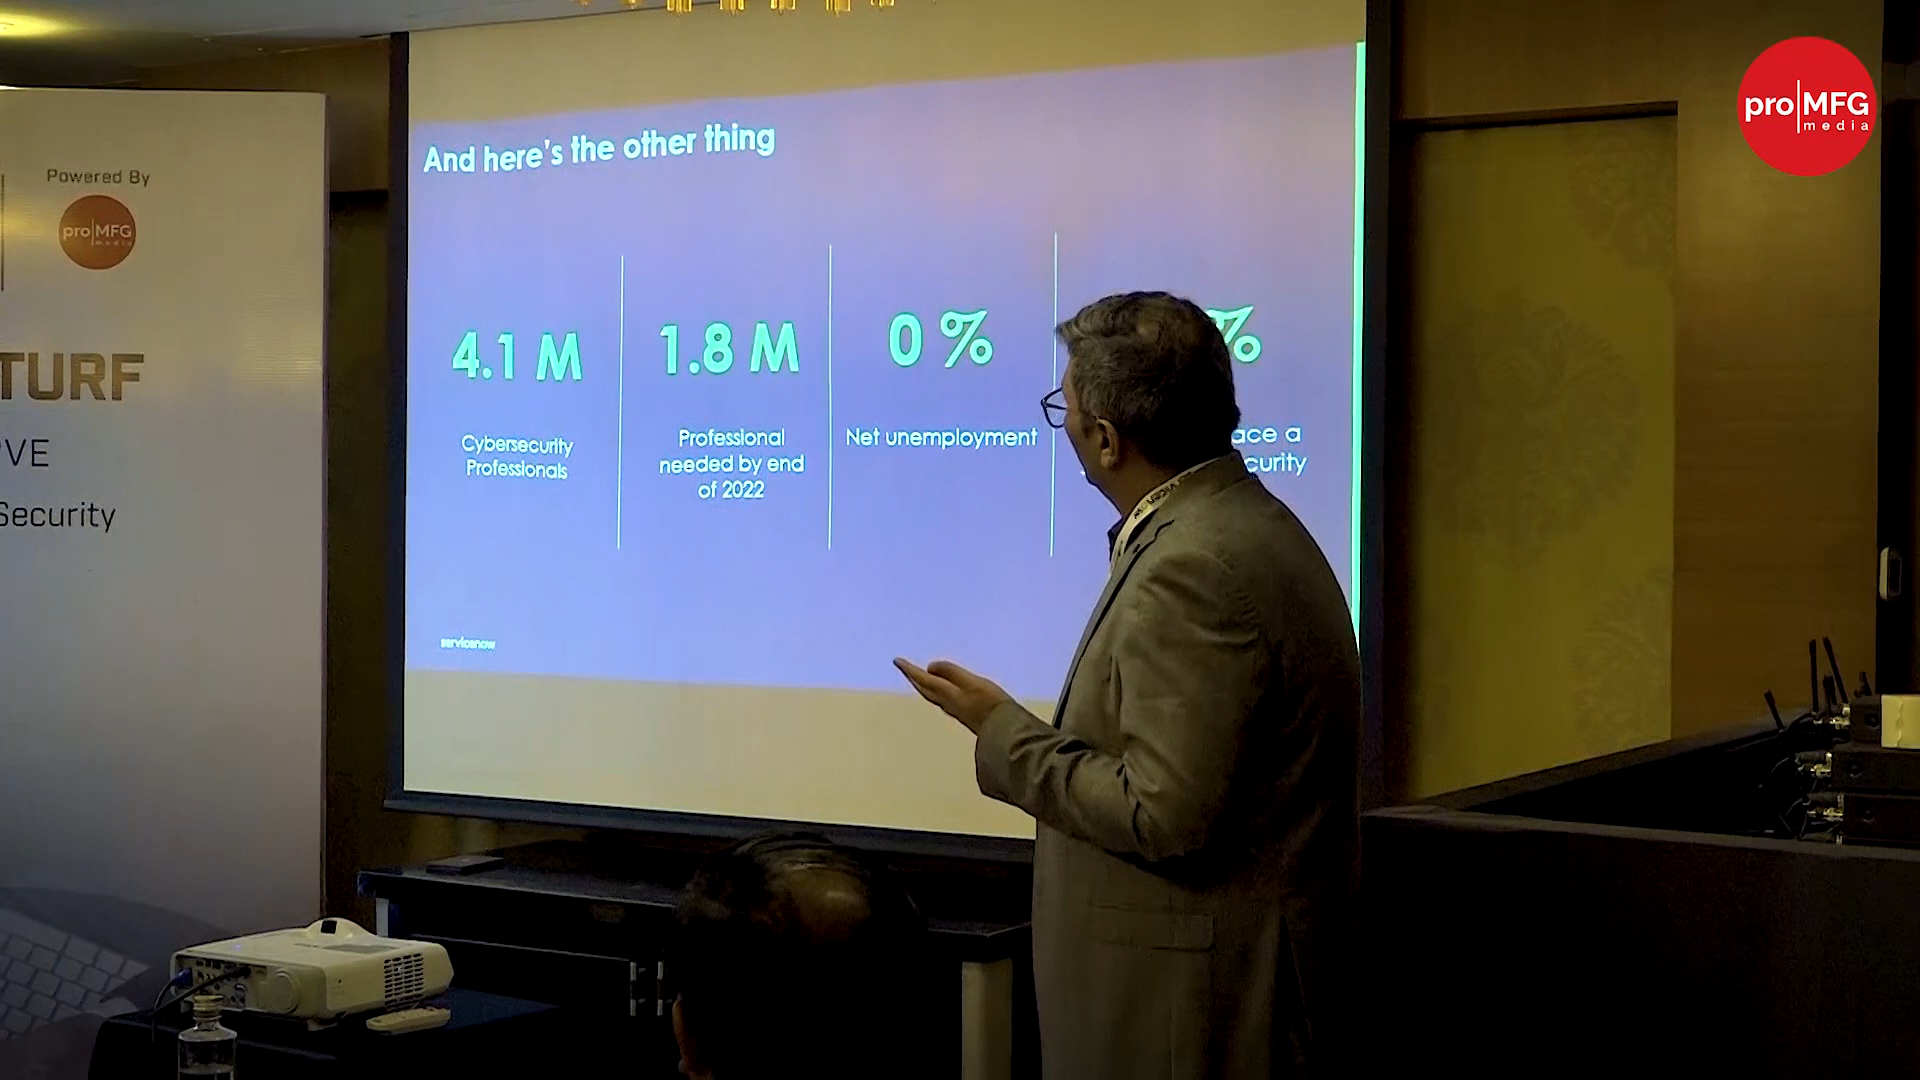 pro|MFG
media
Powered By
pro|MFG
media
TURF
VE
Security
And here's the other thing
4.1 M
Cybersecurity
Professionals
1.8 M
Professional
needed by end
of 2022
0 %
Net unemployment
%
ace a
curity
servicenow